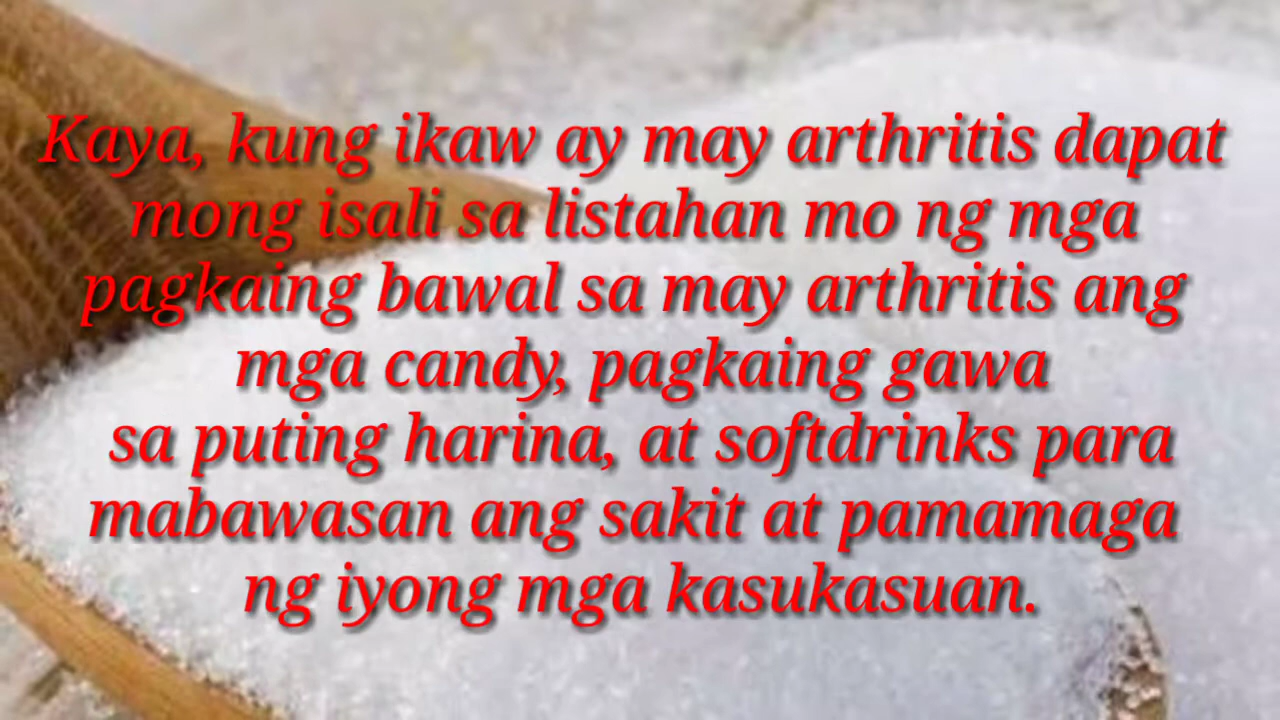 Kaya, kung ikaw ay may arthritis dapat
mong isali sa listahan mo ng mga
pagkaing bawal sa may arthritis ang
mga candy, pagkaing gawa
sa puting harina, at softdrinks para
mabawasan ang sakit at pamamaga
ng iyong mga kasukasuan.